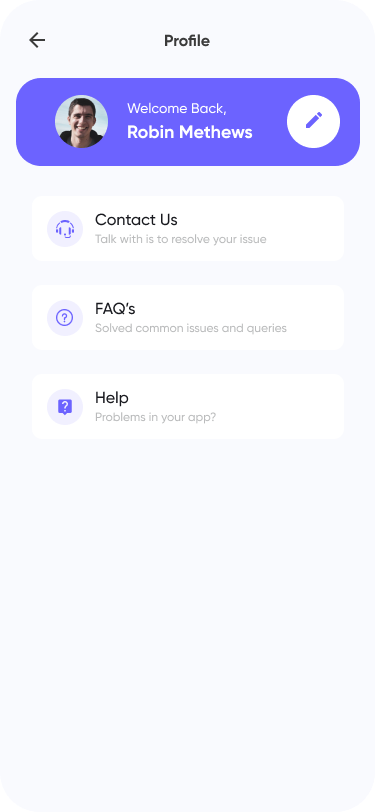 Profile
Welcome Back,
Robin Methews
Contact Us
Talk with is to resolve your issue
FAQ's
Solved common issues and queries
Help
Problems in your app?